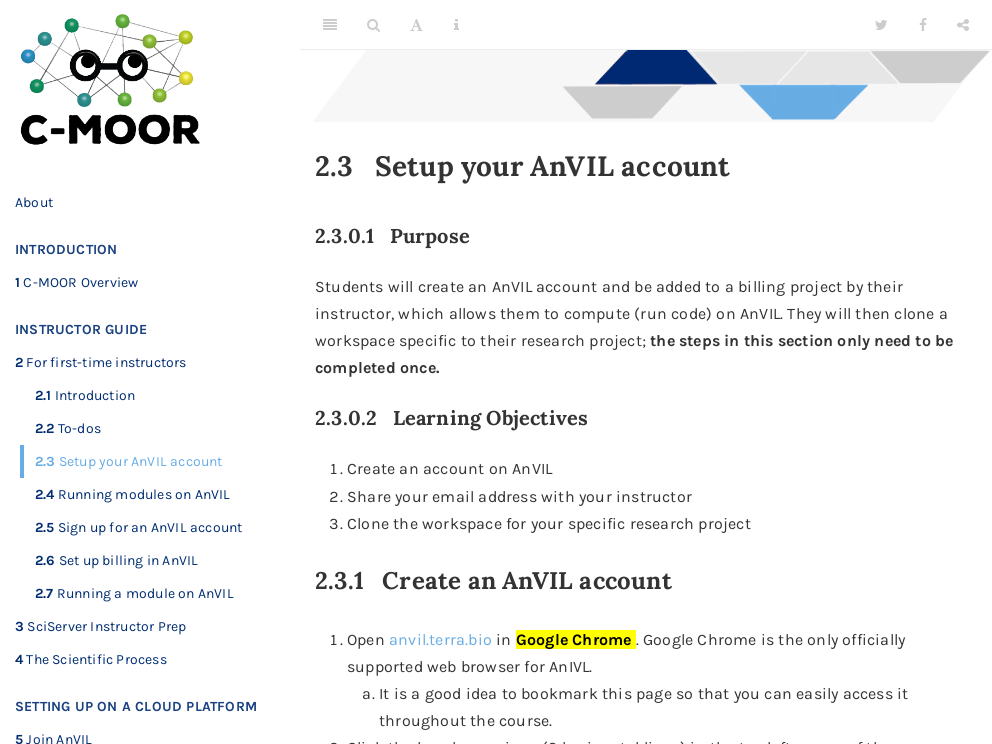 C-MOOR
About
INTRODUCTION
1 C-MOOR Overview
INSTRUCTOR GUIDE
2 For first-time instructors
2.1 Introduction
2.2 To-dos
2.3 Setup your AnVIL account
2.4 Running modules on AnVIL
2.5 Sign up for an AnVIL account
2.6 Set up billing in AnVIL
2.7 Running a module on AnVIL
3 SciServer Instructor Prep
4 The Scientific Process
SETTING UP ON A CLOUD PLATFORM
5 Join AnVIL
A
i
2.3 Setup your AnVIL account
2.3.0.1 Purpose
Students will create an AnVIL account and be added to a billing project by their
instructor, which allows them to compute (run code) on AnVIL. They will then clone a
workspace specific to their research project; the steps in this section only need to be
completed once.
2.3.0.2 Learning Objectives
1. Create an account on AnVIL
2. Share your email address with your instructor
3. Clone the workspace for your specific research project
2.3.1 Create an AnVIL account
1. Open anvil.terra.bio in Google Chrome . Google Chrome is the only officially
supported web browser for AnIVL.
a. It is a good idea to bookmark this page so that you can easily access it
throughout the course.